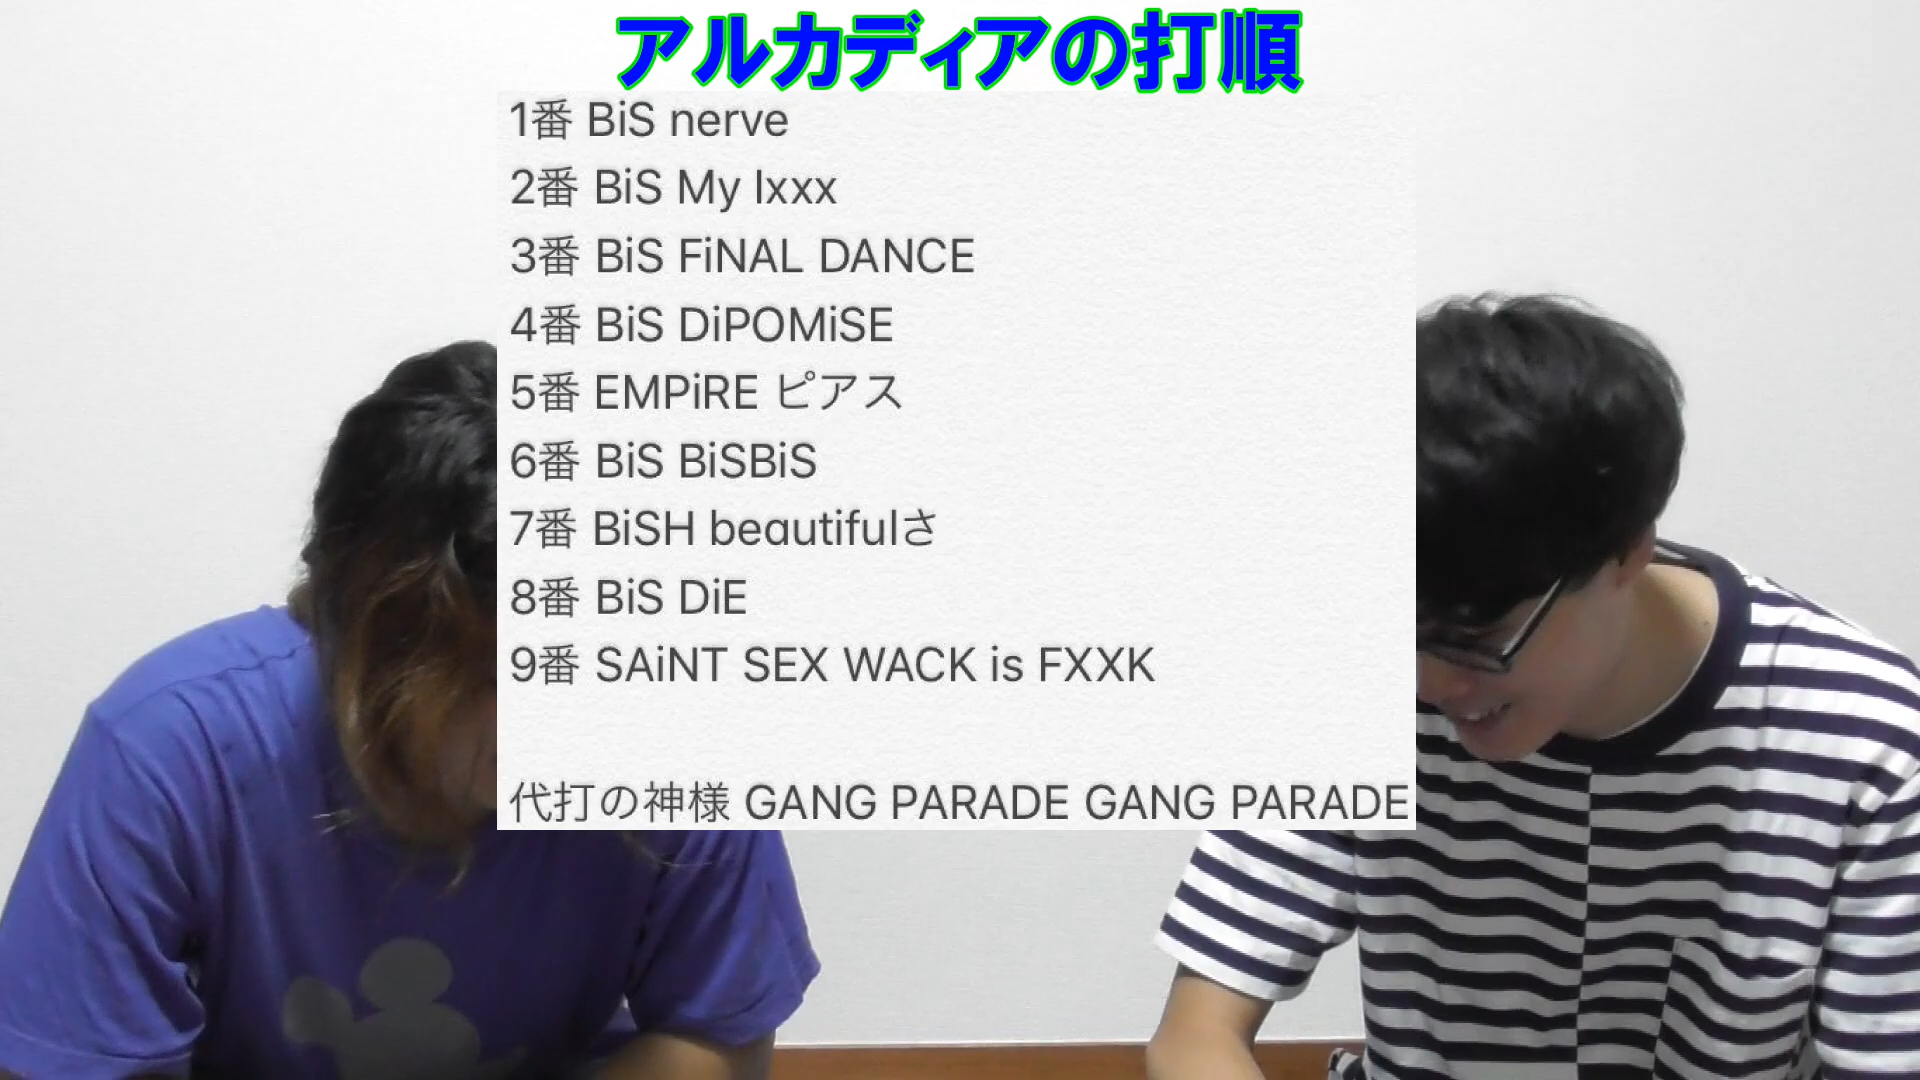 アルカディアの打順
1番 BiS nerve
2番 BiS My Ixxx
3番 BiS FiNAL DANCE
4番 BiS DiPOMiSE
5番 EMPiRE ピアス
6番 BiS BiSBiS
7番 BiSH beautifulさ
8番 BiS DiE
9番 SAiNT SEX WACK is FXXK
代打の神様 GANG PARADE GANG PARADE